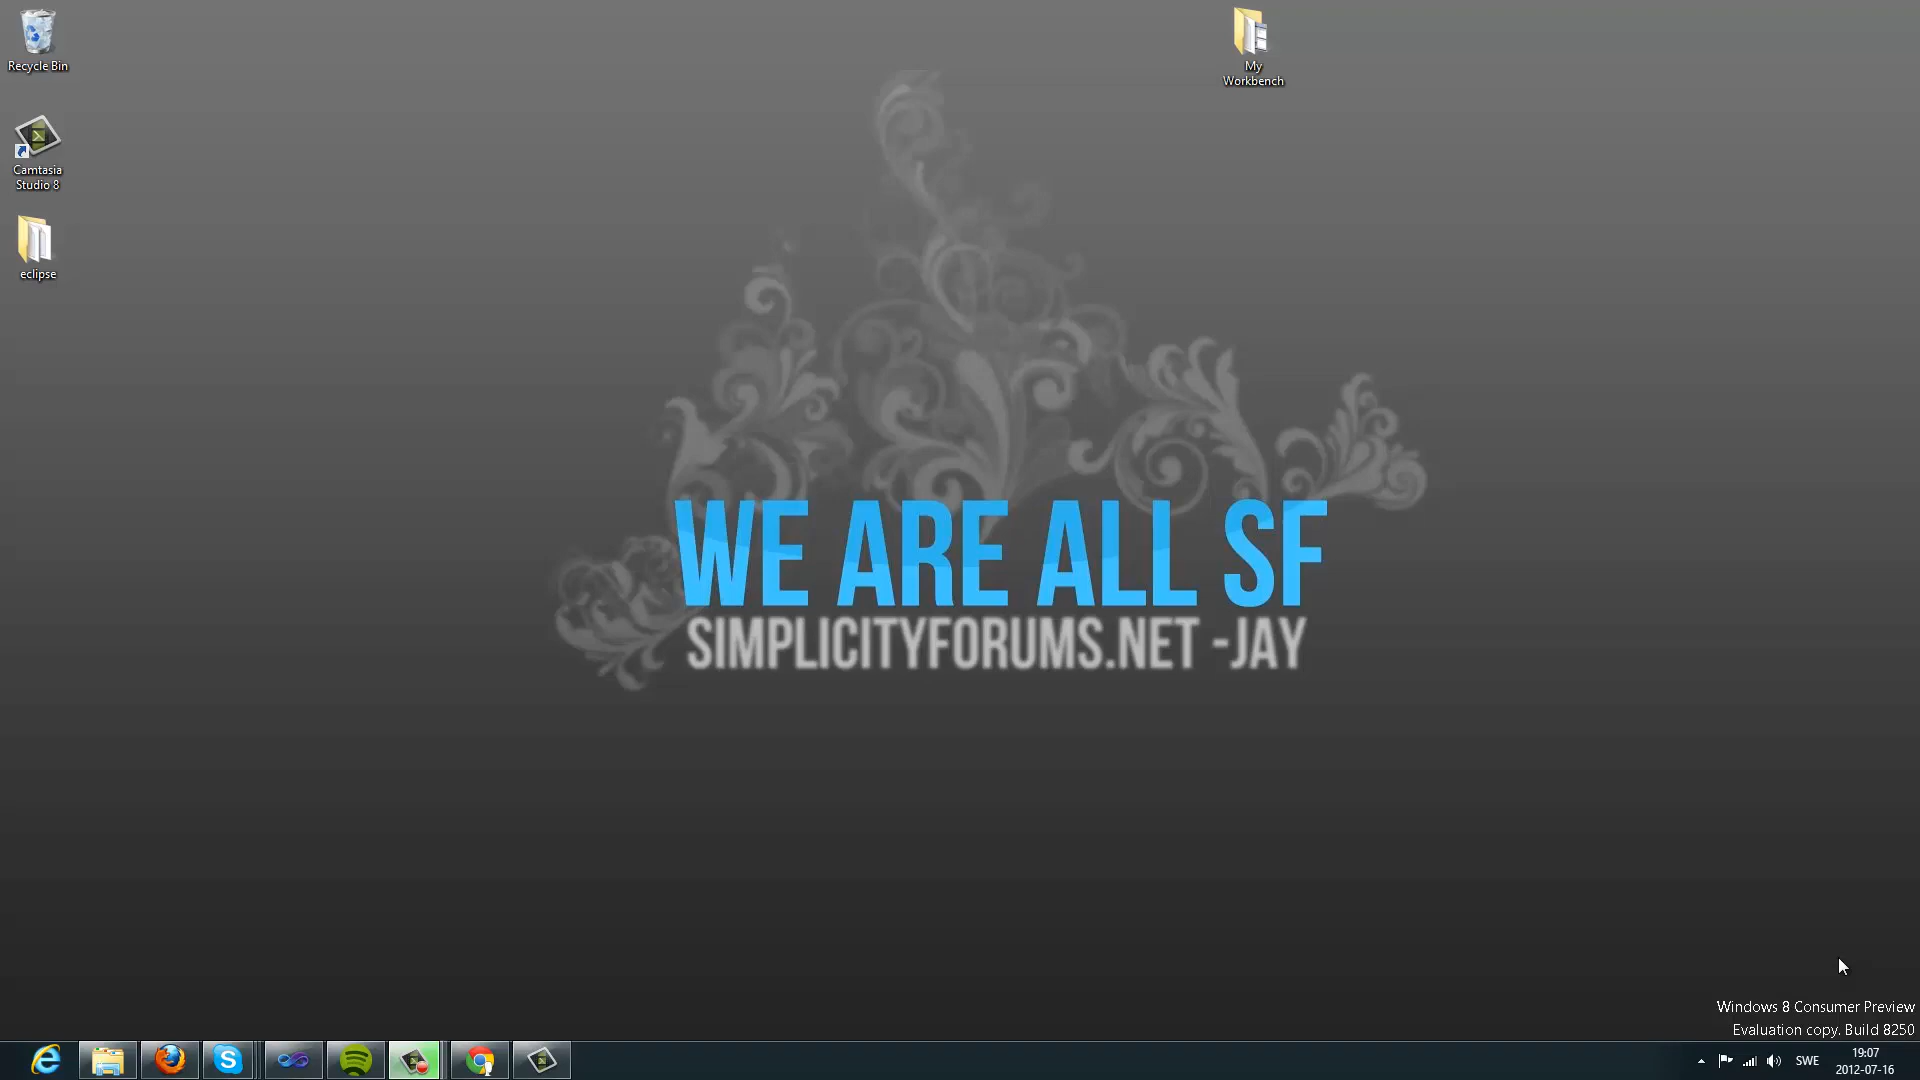 Recycle Bin
My
Workbench
Camtasia
Studio 8
eclipse
WE ARE ALL SF
SIMPLICITYFORUMS.NET -JAY
Windows 8 Consumer Preview
Evaluation copy. Build 8250
SWE
19:07
2012-07-16